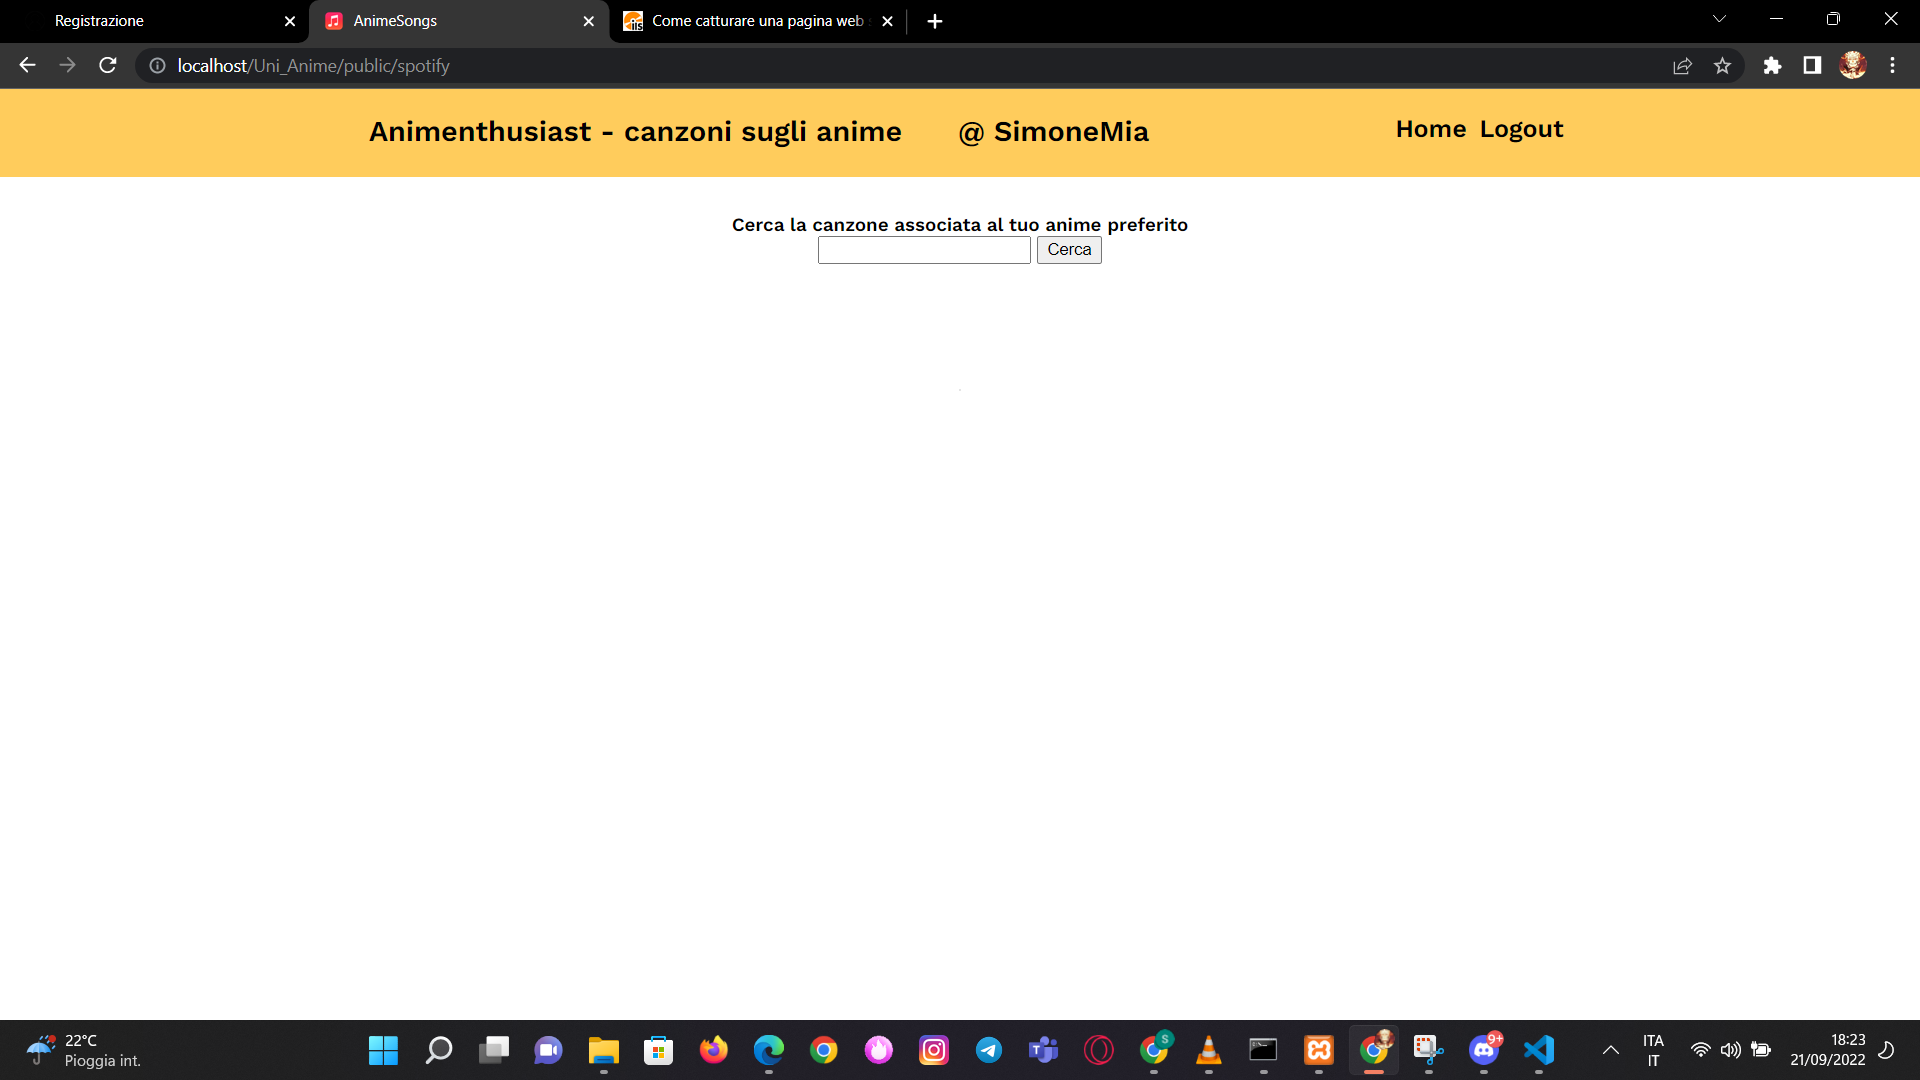 Registrazione
AnimeSongs
Come catturare una pagina web
localhost/Uni_Anime/public/spotify
Animenthusiast - canzoni sugli anime
@ SimoneMia
Home Logout
Cerca la canzone associata al tuo anime preferito
Cerca
22°C
Pioggia int.
S
9+
ITA
IT
18:23
21/09/2022